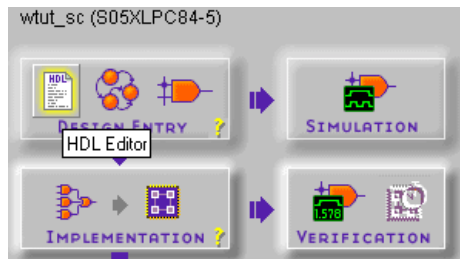 wtut_sc (S05XLPC84-5)
HDL
DESIGN ENTRY ?
SIMULATION
HDL Editor
1.578
IMPLEMENTATION ?
VERIFICATION